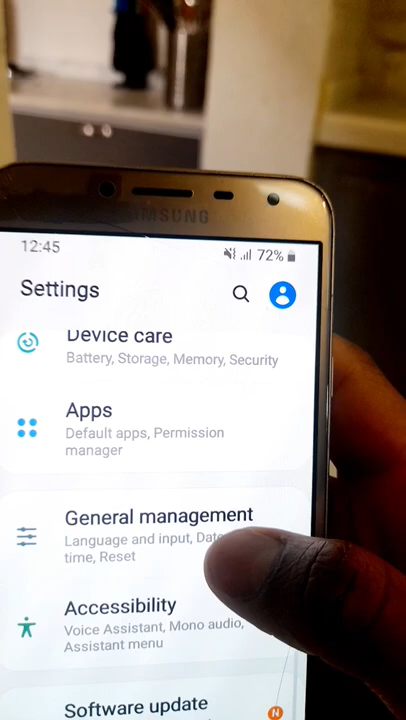 SAMSUNG
12:45
72%
Settings
Device care
Battery, Storage, Memory, Security
Apps
Default apps, Permission
manager
General management
Language and input,
time, Reset
Accessibility
Voice Assistant, Mono audio,
Assistant menu
Software update
N